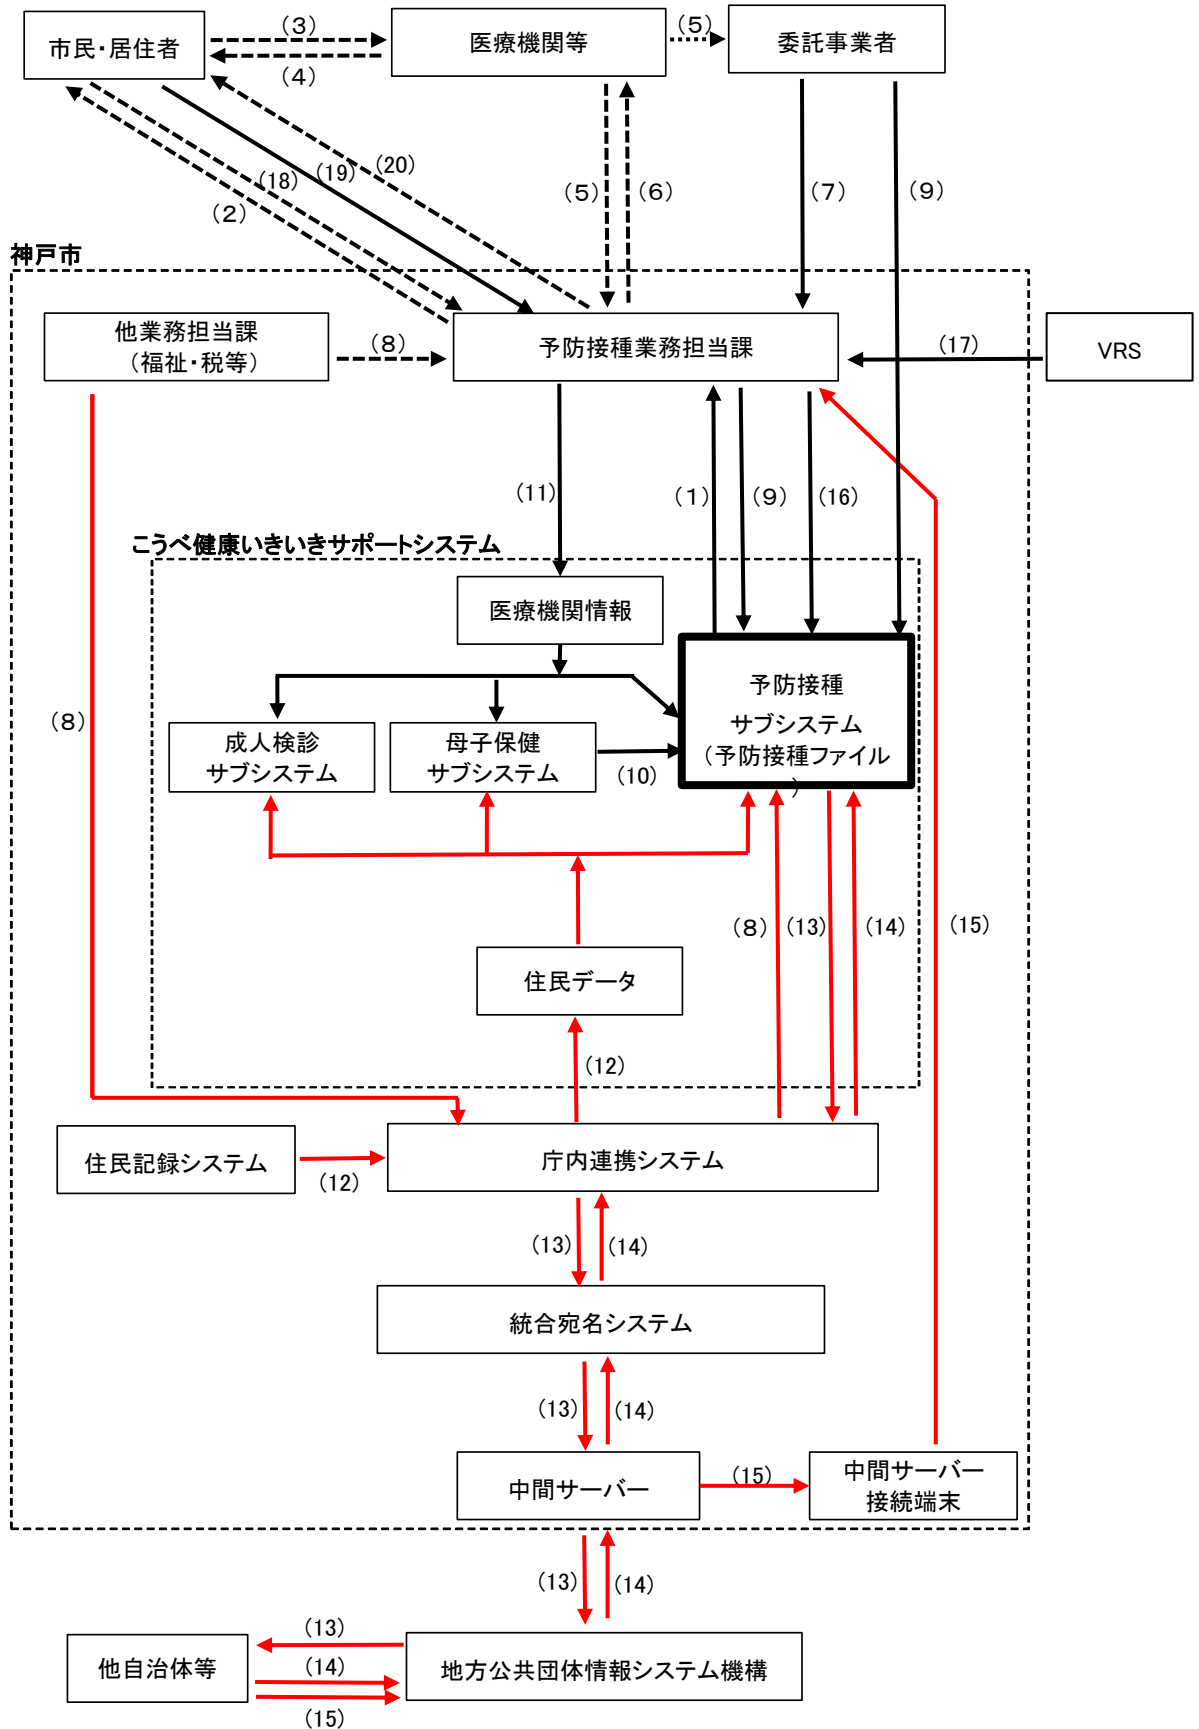 （3）
（5）
市民・居住者
医療機関等
委託事業者
（4）
（20）
（19）
（18）
（2）
（5）
（6）
（7）
（9）
神戸市
他業務担当課
（福祉・税等）
（8）
予防接種業務担当課
（17）
VRS
（11）
（1）
（9）
（16）
こうべ健康いきいきサポートシステム
医療機関情報
（8）
成人検診
サブシステム
母子保健
サブシステム
（10）
予防接種
サブシステム
（予防接種ファイル
）
（8）
（13）
（14）
（15）
住民データ
（12）
住民記録システム
（12）
庁内連携システム
（13）
（14）
統合宛名システム
（13）
（14）
中間サーバー
（15）
中間サーバー
接続端末
（13）
（14）
（13）
他自治体等
（14）
（15）
地方公共団体情報システム機構